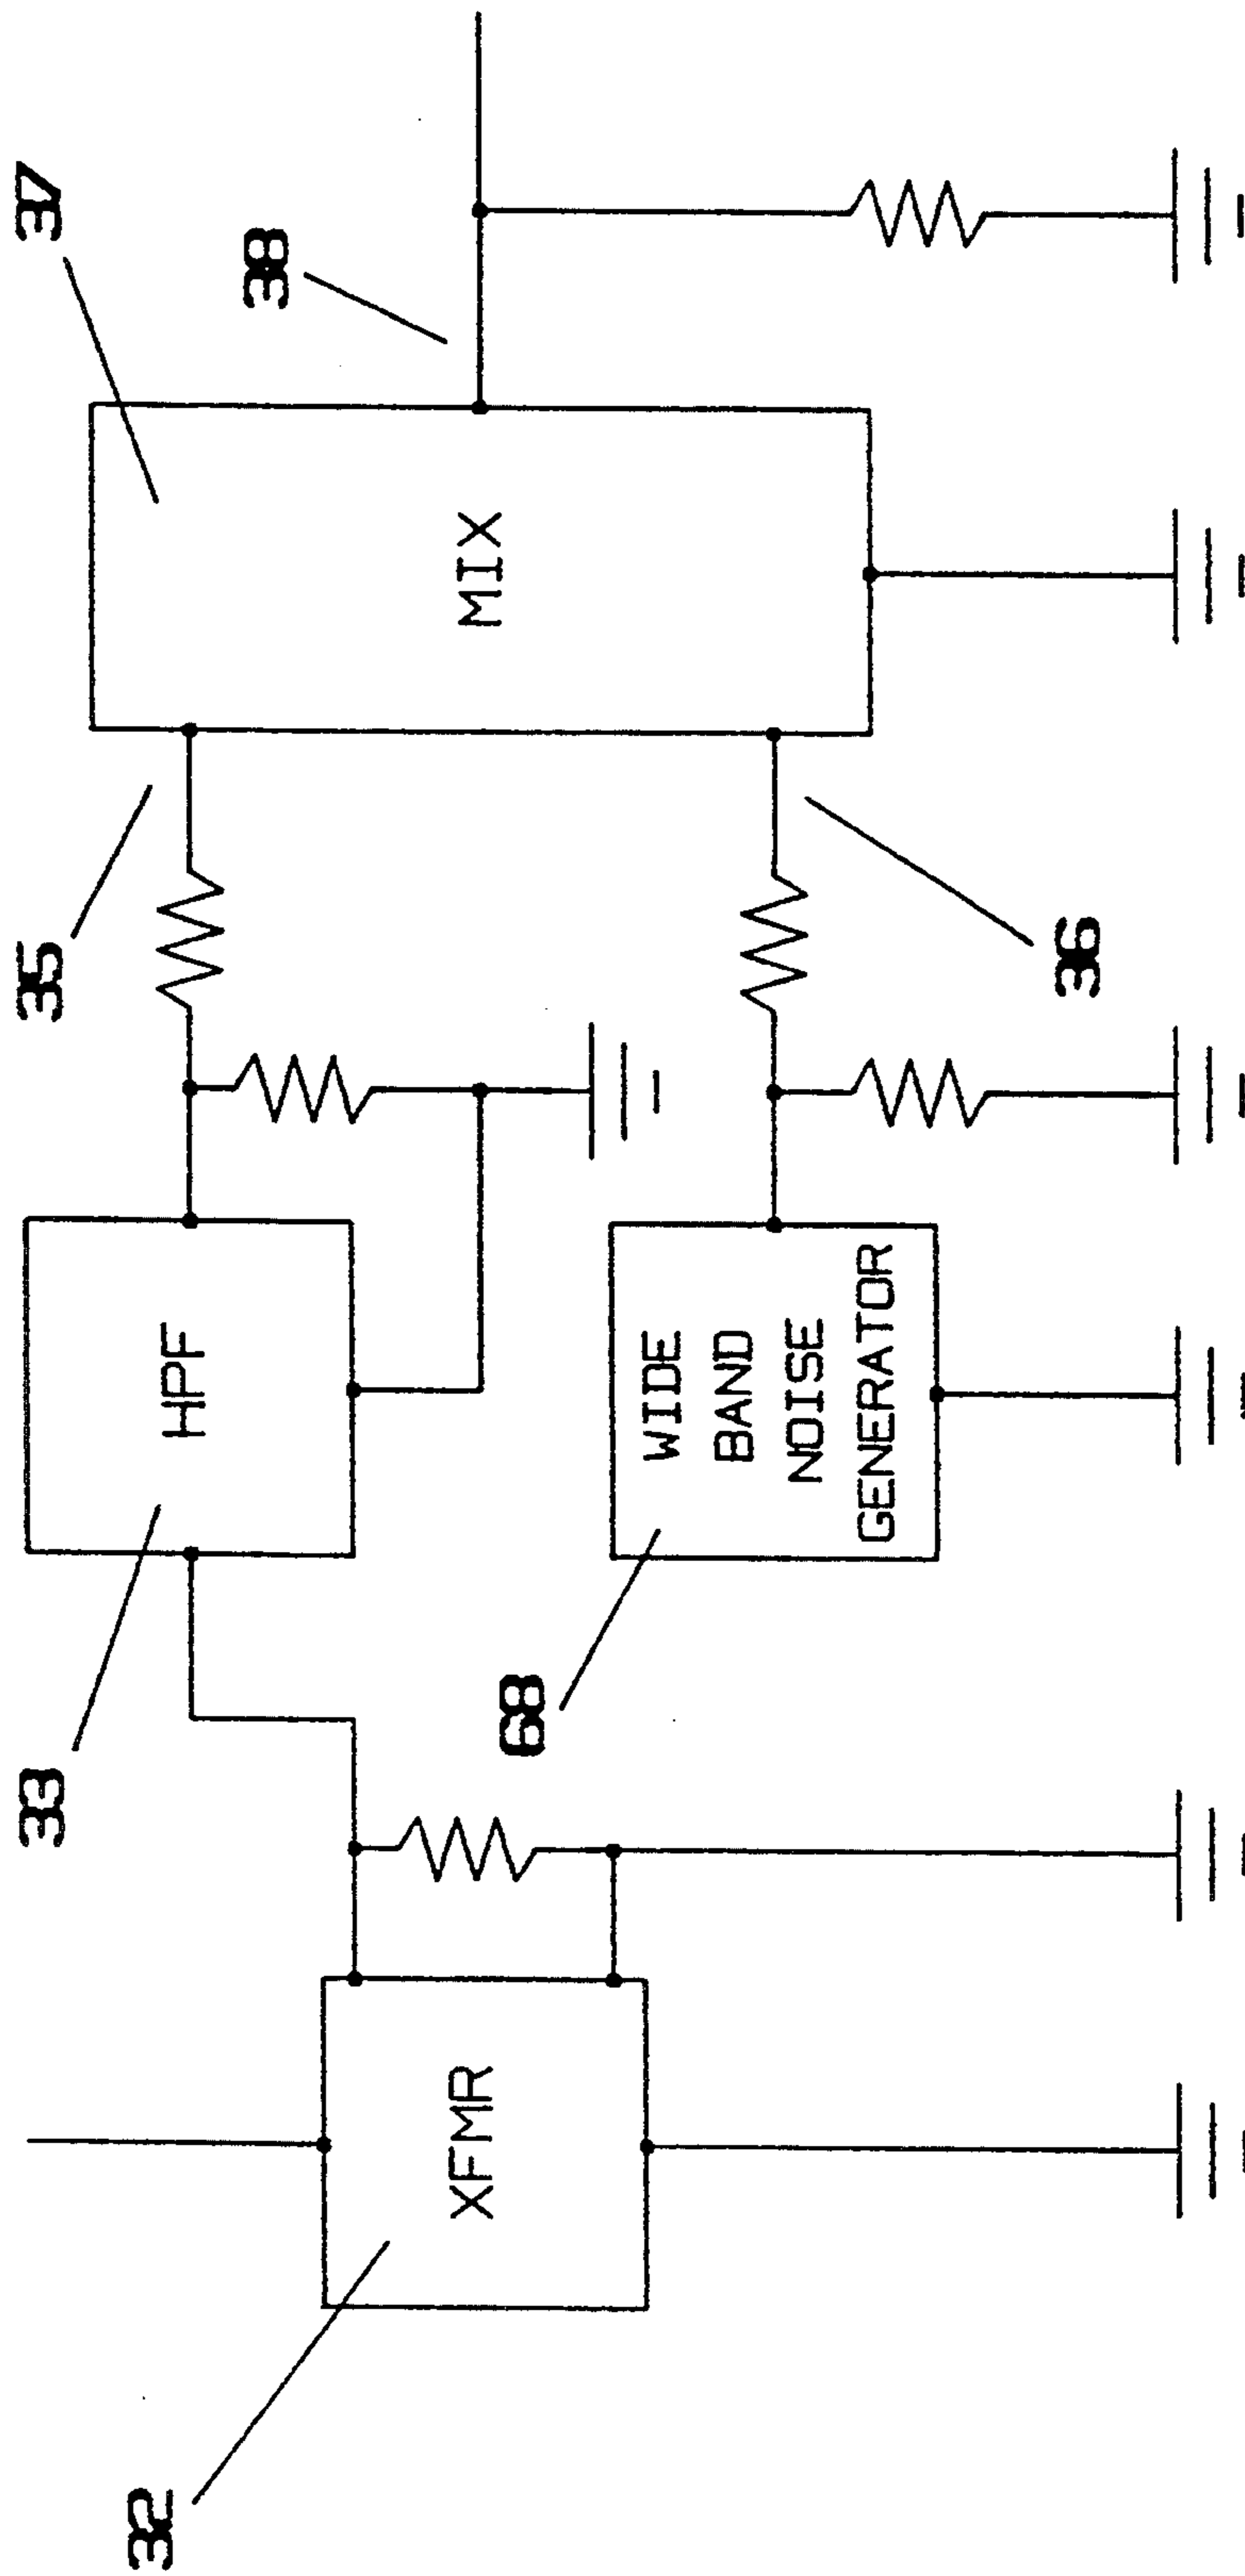 32
XFMR
33
HPF
68
WIDE
BAND
NOISE
GENERATOR
35
36
37
MIX
38